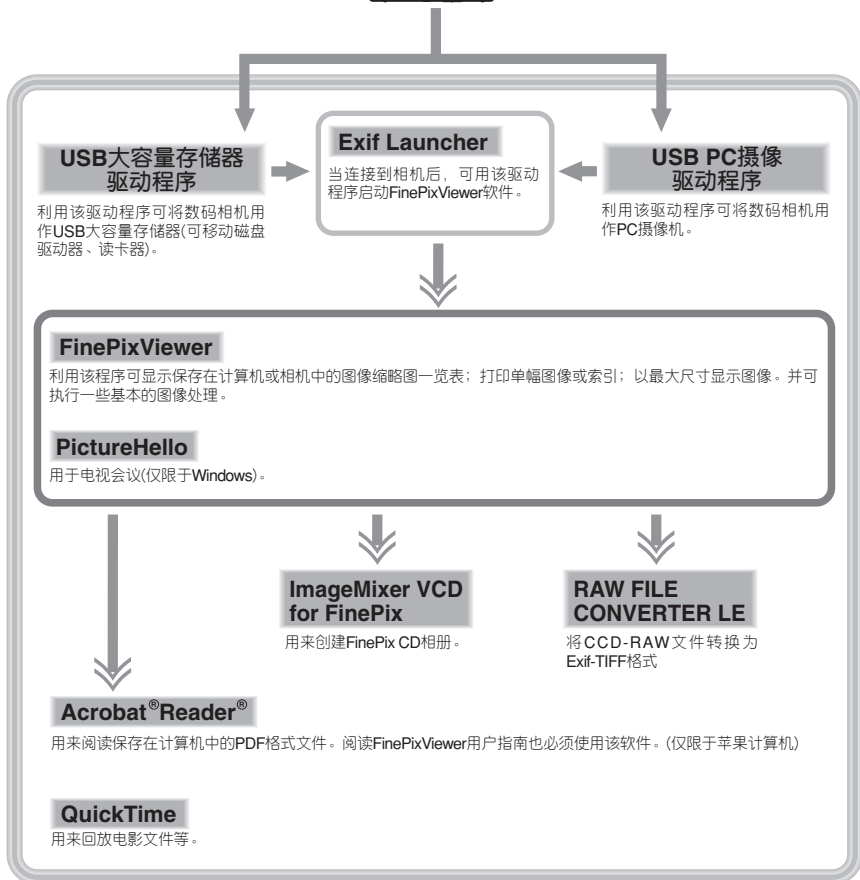 USB大容量存储器
驱动程序
利用该驱动程序可将数码相机用
作USB大容量存储器(可移动磁盘
驱动器、读卡器)。
Exif Launcher
当连接到相机后，可用该驱动
程序启动FinePixViewer软件。
USB PC摄像
驱动程序
利用该驱动程序可将数码相机用
作PC摄像机。
FinePixViewer
利用该程序可显示保存在计算机或相机中的图像缩略图一览表；打印单幅图像或索引；以最大尺寸显示图像。并可
执行一些基本的图像处理。
PictureHello
用于电视会议(仅限于Windows)。
ImageMixer VCD
for FinePix
用来创建FinePix CD相册。
RAW FILE
CONVERTER LE
将CCD-RAW文件转换为
Exif-TIFF格式
Acrobat®Reader®
用来阅读保存在计算机中的PDF格式文件。阅读FinePixViewer用户指南也必须使用该软件。(仅限于苹果计算机)
QuickTime
用来回放电影文件等。